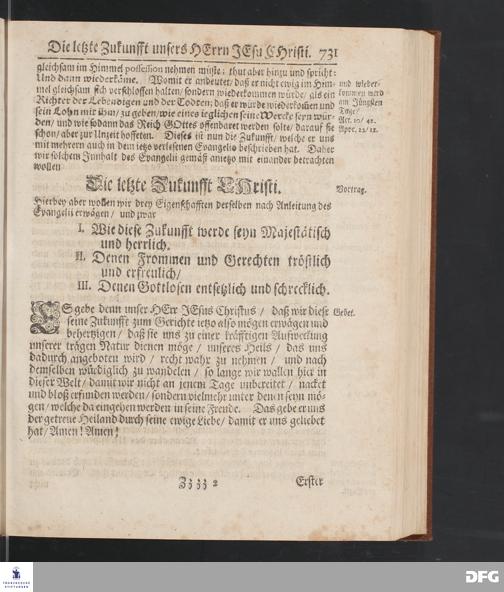 Die letzte Zukunfft unsers HErrn JEsu CHristi. 731
gleichsam im Himmel possession nehmen müste: thut aber hinzu und spricht:
Und dann wiederkäme. Womit er andeutet/ daß er nicht ewig im Him-
mel gleichsam sich verschlossen halten/ sondern wiederkommen würde/ als ein
Richter der Lebendigen und der Todten; daß er würde wiederkommen und
sein Lohn mit ihm/ zu geben/ wie eines ieglichen seine Wercke seyn wür-
den/ und wie sodann das Reich GOttes offenbaret werden solte/ darauf sie
schon/ aber zur Unzeit hoffeten. Dieses ist nun die Zukunfft/ welche er uns
mit mehrern auch in dem ietzo verlesenen Evangelio beschrieben hat. Daher
wir solchem Innhalt des Evangelii gemäß anietzo mit einander betrachten
wollen
und wieder-
kommen werd
am Jüngsten
Tage/
Act. 10/ 42.
Apoc. 22/ 12.
Die letzte Zukunfft CHristi.
Vortrag.
Hierbey aber wollen wir drey Eigenschafften derselben nach Anleitung des
Evangelii erwägen/ und zwar
I. Wie diese Zukunfft werde seyn Majestätisch
und herrlich.
II. Denen Frommen und Gerechten tröstlich
und erfreulich/
III. Denen Gottlosen entsetzlich und schrecklich.
ES gebe denn unser HErr JEsus Christus/ daß wir diese
Gebet.
seine Zukunfft zum Gerichte ietzo also mögen erwägen und
behertzigen/ daß sie uns zu einer kräfftigen Aufweckung
unserer trägen Natur dienen möge/ unseres Heils/ das uns
dadurch angeboten wird/ recht wahr zu nehmen/ und nach
demselben würdiglich zu wandelen/ so lange wir wallen hier in
dieser Welt/ damit wir nicht an jenem Tage unbereitet/ nacket
und bloß erfunden werden/ sondern vielmehr unter denen seyn mö-
gen/ welche da eingehen werden in seine Freude. Das gebe er uns
der getreue Heiland durch seine ewige Liebe/ damit er uns geliebet
hat/ Amen! Amen!
Zzzzz 2
Erster
FRANCKESCHE
STIFTUNGEN
DFG